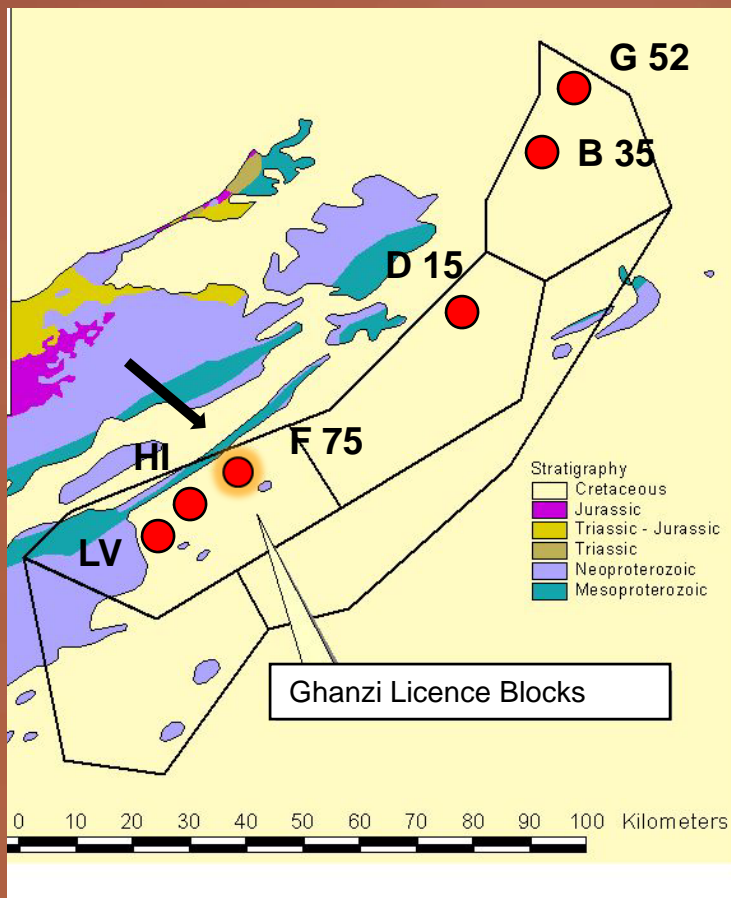 G 52
B 35
D 15
F 75
HI
LV
Stratigraphy
Cretaceous
Jurassic
Triassic - Jurassic
Triassic
Neoproterozoic
Mesoproterozoic
Ghanzi Licence Blocks
0 10 20 30 40 50 60 70 80 90 100 Kilometers